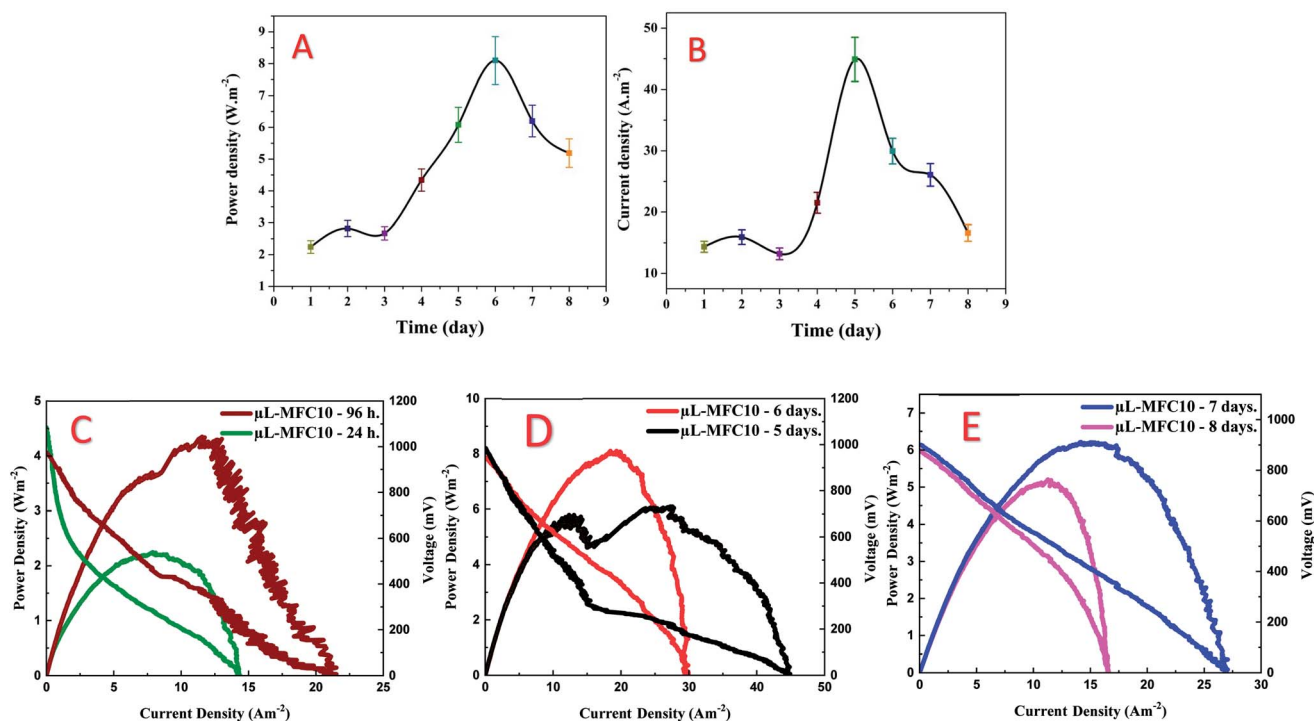 A
Power density (W.m⁻²)
9
8
7
6
5
4
3
2
1
0 1 2 3 4 5 6 7 8 9
Time (day)
B
Current density (A.m⁻²)
50
40
30
20
10
0 1 2 3 4 5 6 7 8 9
Time (day)
C
µL-MFC10 - 96 h.
µL-MFC10 - 24 h.
Power Density (Wm⁻²)
5
4
3
2
1
0
0 5 10 15 20 25
Current Density (Am⁻²)
1200
1000
800
600
400
200
0
Voltage (mV)
D
µL-MFC10 - 6 days.
µL-MFC10 - 5 days.
Power Density (Wm⁻²)
10
8
6
4
2
0
0 10 20 30 40 50
Current Density (Am⁻²)
1200
1000
800
600
400
200
0
Voltage (mV)
E
µL-MFC10 - 7 days.
µL-MFC10 - 8 days.
Power Density (Wm⁻²)
7
6
5
4
3
2
1
0
0 5 10 15 20 25 30
Current Density (Am⁻²)
1000
800
600
400
200
0
Voltage (mV)